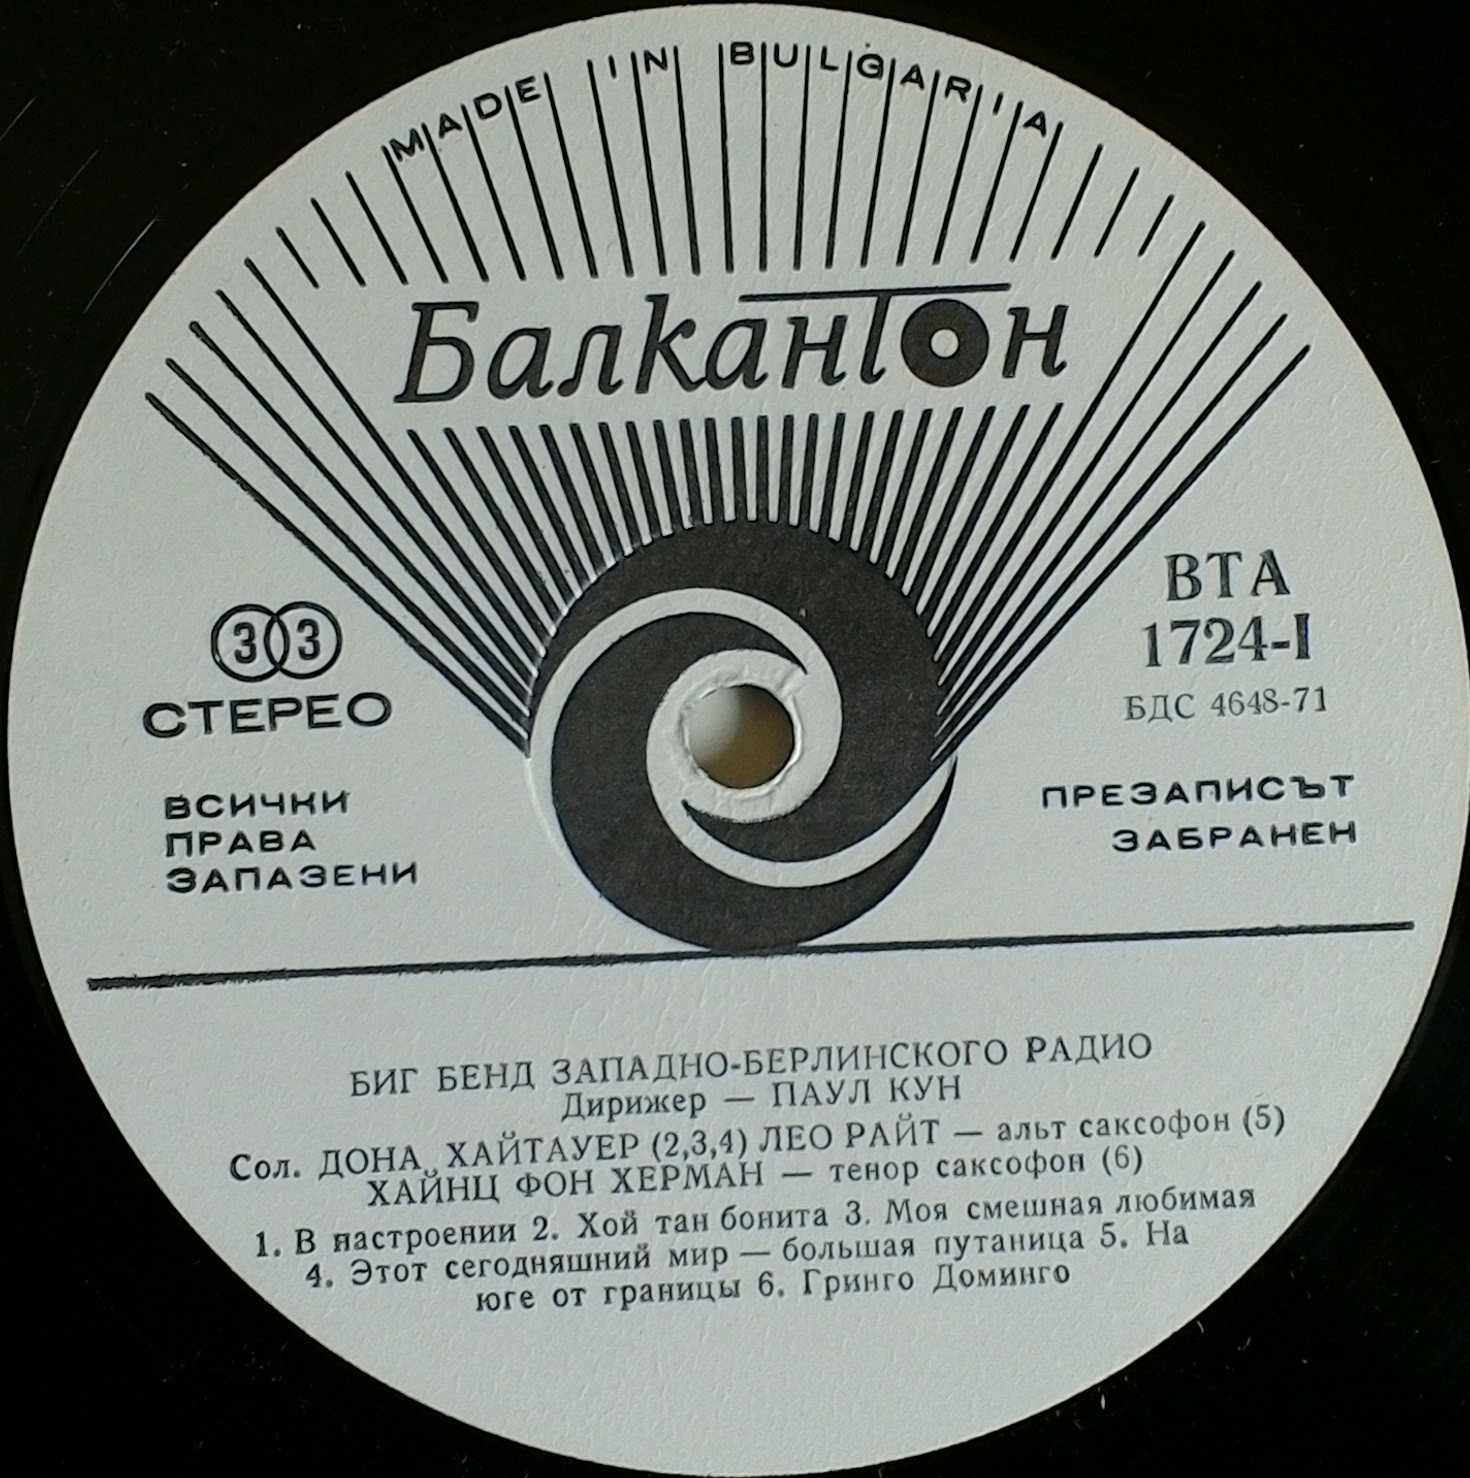 MADE IN BULGARIA
Балкантон
33
СТЕРЕО
ВСИЧКИ
ПРАВА
ЗАПАЗЕНИ
ВТА
1724-I
БДС 4648-71
ПРЕЗАПИСЪТ
ЗАБРАНЕН
БИГ БЕНД ЗАПАДНО-БЕРЛИНСКОГО РАДИО
Дирижер — ПАУЛ КУН
Сол. ДОНА ХАЙТАУЕР (2,3,4) ЛЕО РАЙТ — альт саксофон (5)
ХАЙНЦ ФОН ХЕРМАН — тенор саксофон (6)
1. В настроении 2. Хой тан бонита 3. Моя смешная любимая
4. Этот сегодняшний мир — большая путаница 5. На
юге от границы 6. Гринго Доминго